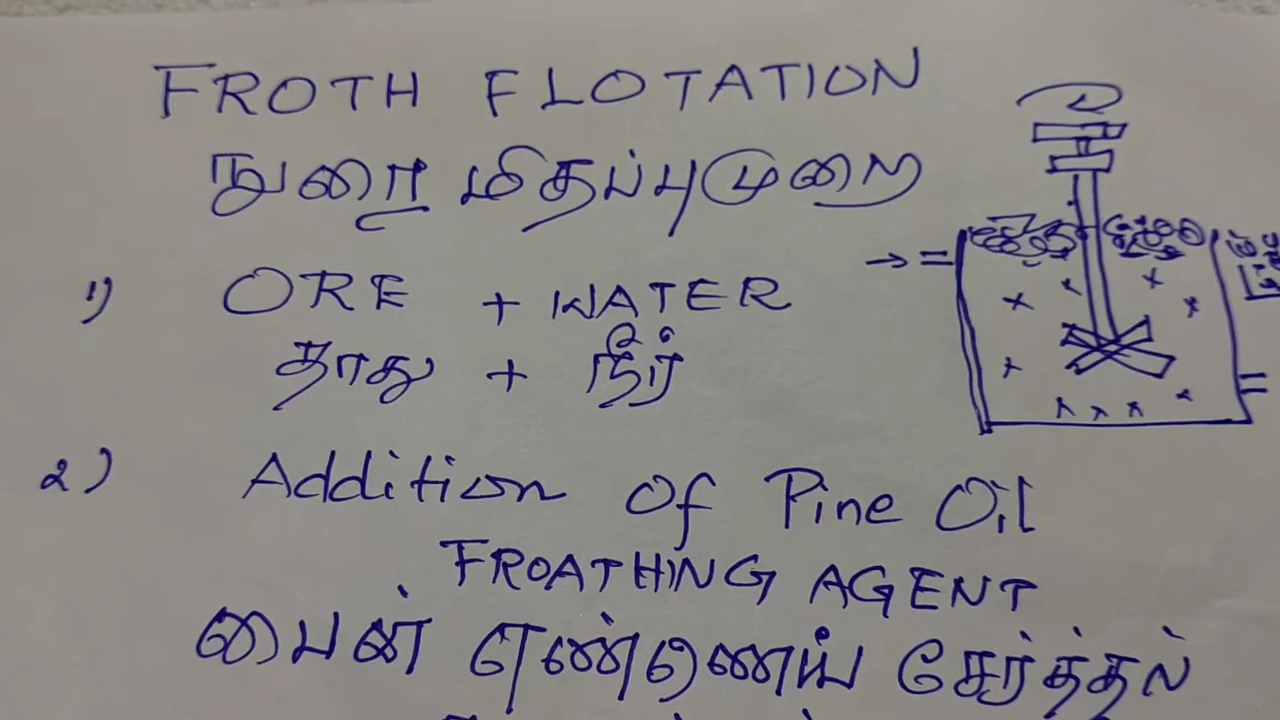 FROTH FLOTATION
நுரை மிதப்புமுறை
1) ORE + WATER
தாது + நீர்
2) Addition Of Pine Oil
FROATHING AGENT
பைன் எண்ணெய் சேர்த்தல்